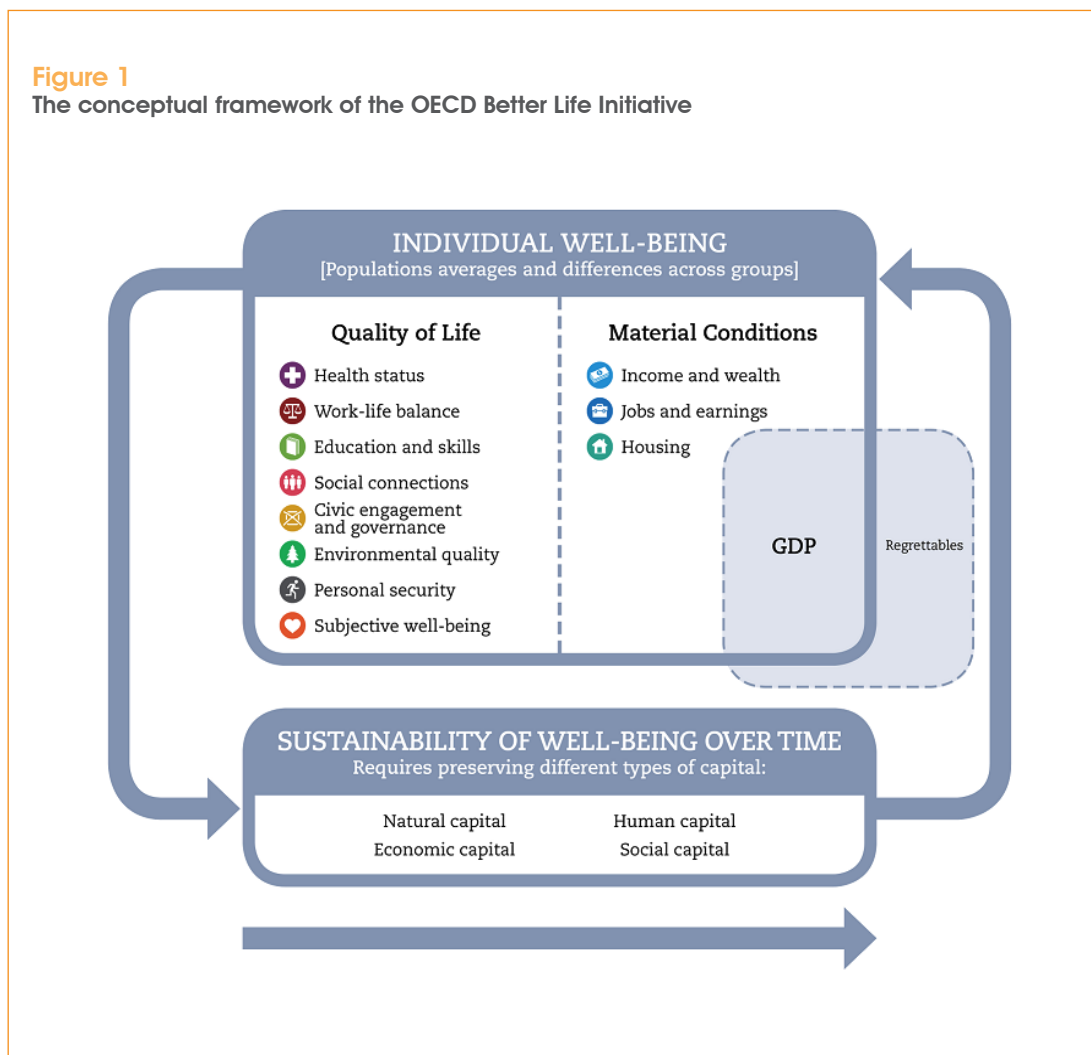 Figure 1
The conceptual framework of the OECD Better Life Initiative
INDIVIDUAL WELL-BEING
[Populations averages and differences across groups]
Quality of Life
Health status
Work-life balance
Education and skills
Social connections
Civic engagement
and governance
Environmental quality
Personal security
Subjective well-being
Material Conditions
Income and wealth
Jobs and earnings
Housing
GDP
Regrettables
SUSTAINABILITY OF WELL-BEING OVER TIME
Requires preserving different types of capital:
Natural capital
Human capital
Economic capital
Social capital